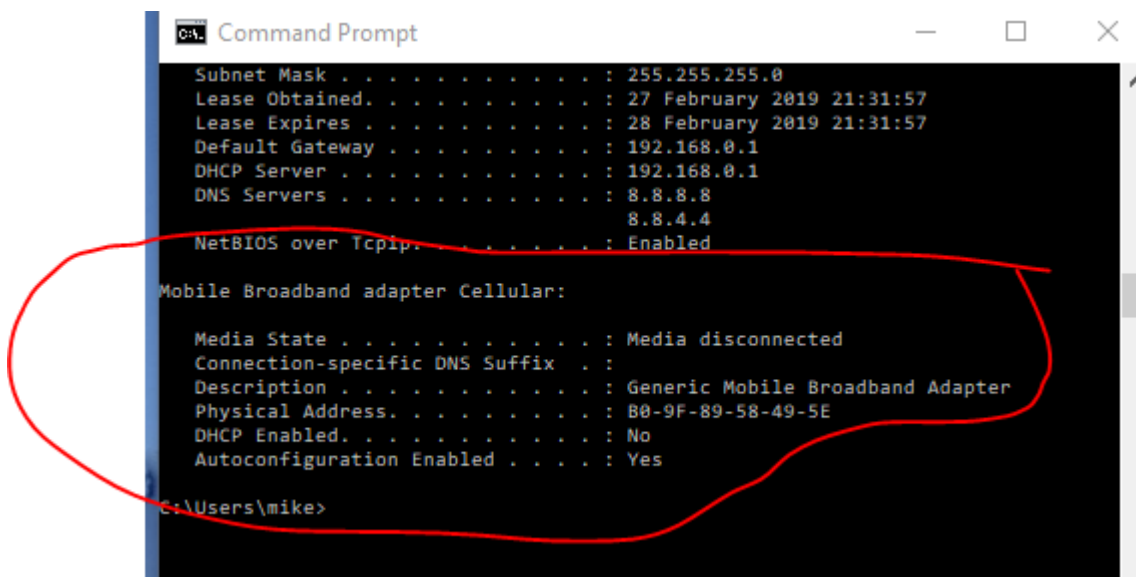 Command Prompt
Subnet Mask . . . . . . . . . . . : 255.255.255.0
Lease Obtained. . . . . . . . . . : 27 February 2019 21:31:57
Lease Expires . . . . . . . . . . : 28 February 2019 21:31:57
Default Gateway . . . . . . . . . : 192.168.0.1
DHCP Server . . . . . . . . . . . : 192.168.0.1
DNS Servers . . . . . . . . . . . : 8.8.8.8
8.8.4.4
NetBIOS over Tcpip. . . . . . . . : Enabled
Mobile Broadband adapter Cellular:
Media State . . . . . . . . . . . : Media disconnected
Connection-specific DNS Suffix  . :
Description . . . . . . . . . . . : Generic Mobile Broadband Adapter
Physical Address. . . . . . . . . : B0-9F-89-58-49-5E
DHCP Enabled. . . . . . . . . . . : No
Autoconfiguration Enabled . . . . : Yes
C:\Users\mike>